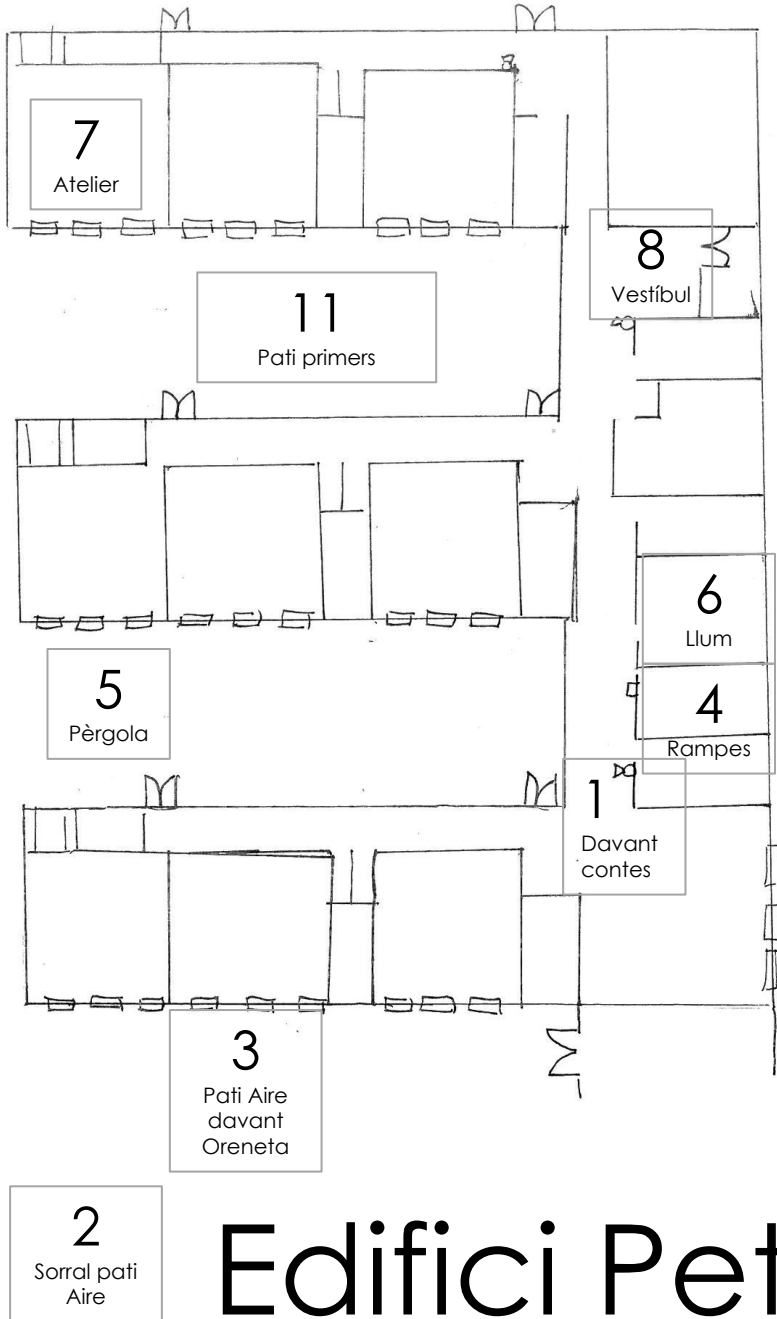 7
Atelier
8
Vestíbul
11
Pati primers
6
Llum
5
Pèrgola
4
Rampes
1
Davant
contes
3
Pati Aire
davant
Oreneta
2
Sorral pati
Aire
Edifici Pet